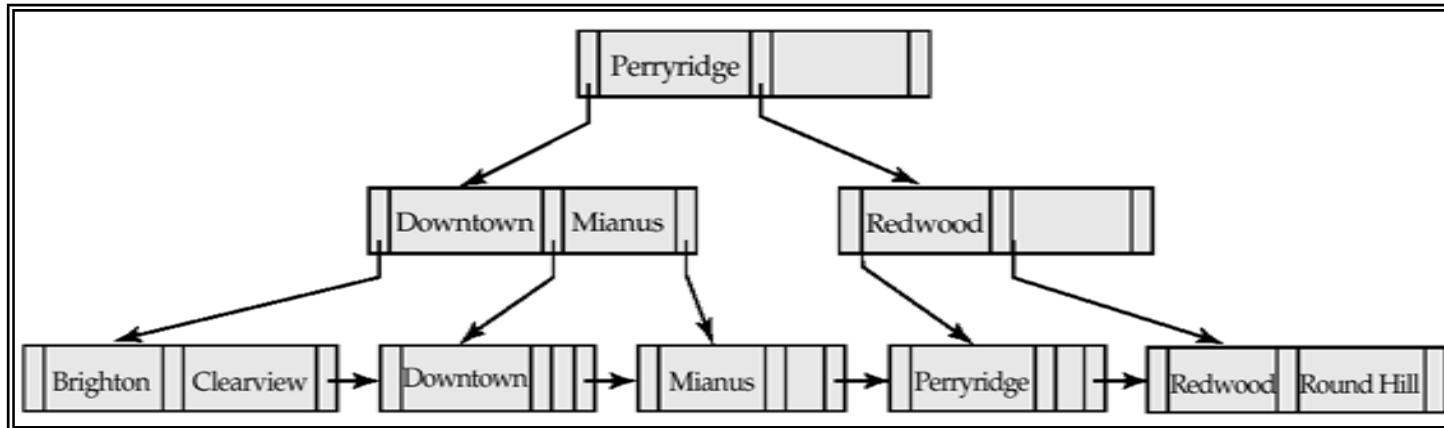 Perryridge
Downtown Mianus
Redwood
Brighton Clearview
Downtown
Mianus
Perryridge
Redwood Round Hill